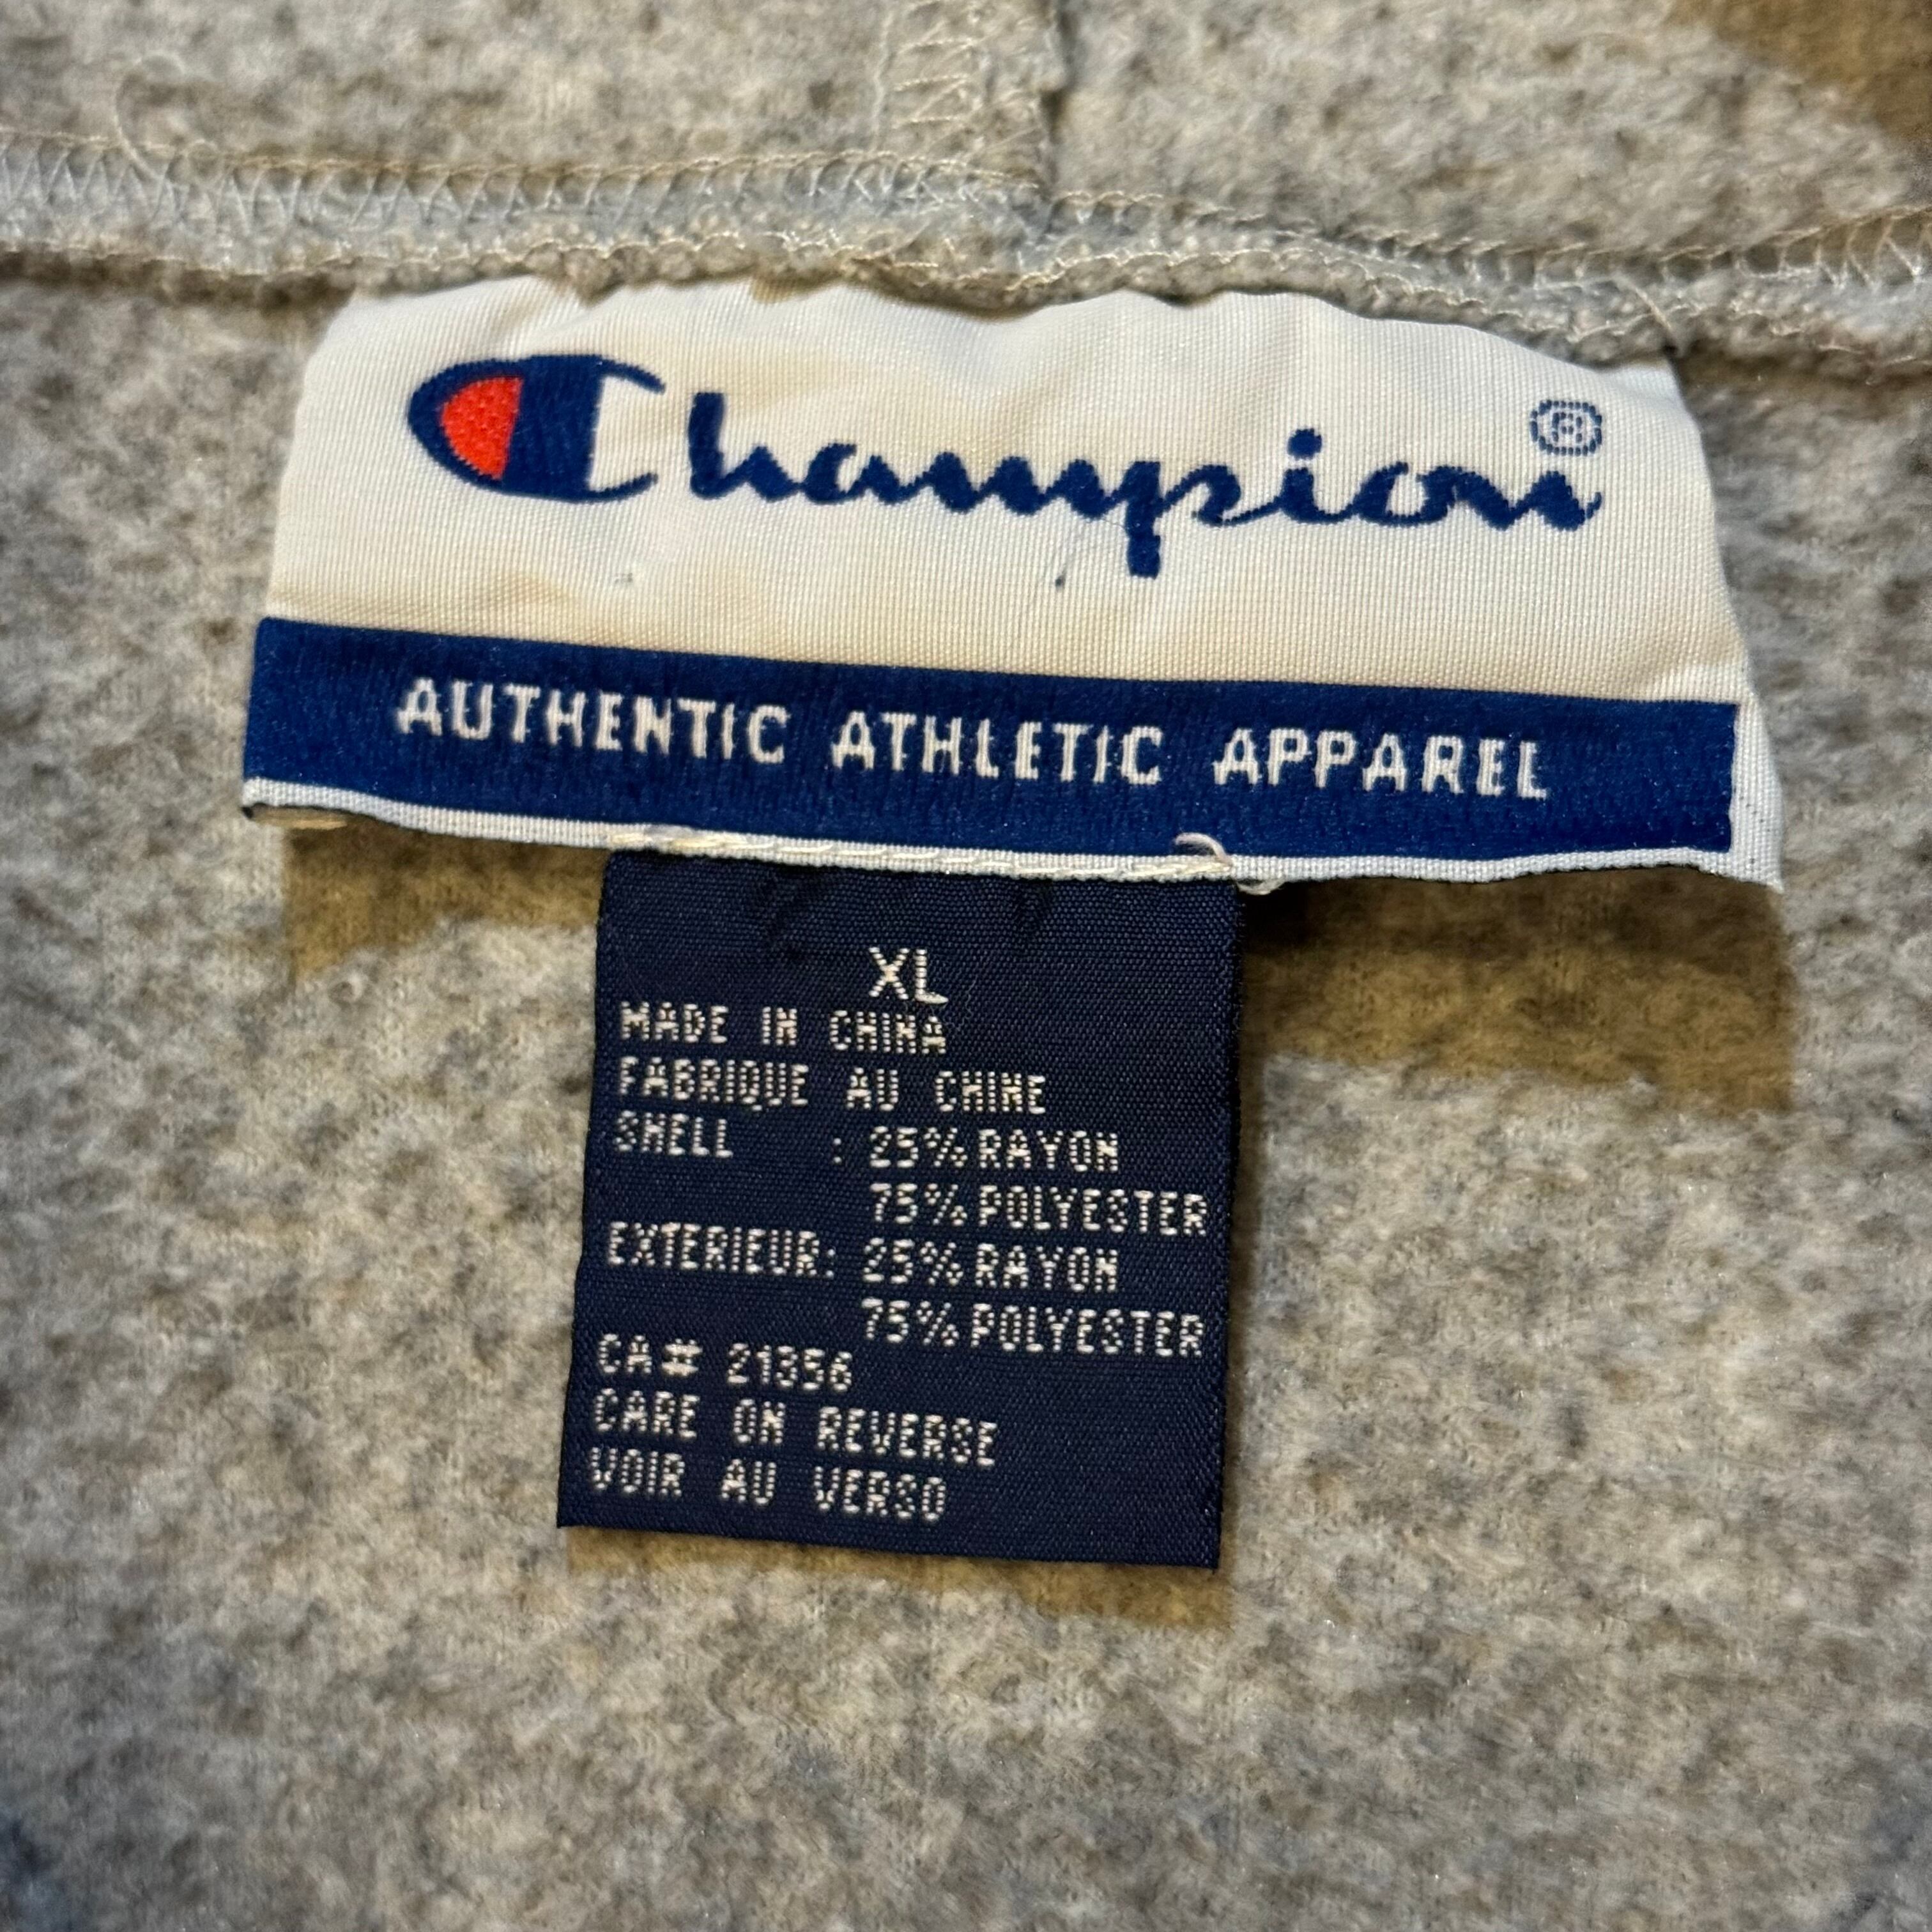 Champion®
AUTHENTIC ATHLETIC APPAREL
XL
MADE IN CHINA
FABRIQUE AU CHINE
SHELL : 25% RAYON
75% POLYESTER
EXTERIEUR: 25% RAYON
75% POLYESTER
CA# 21356
CARE ON REVERSE
VOIR AU VERSO